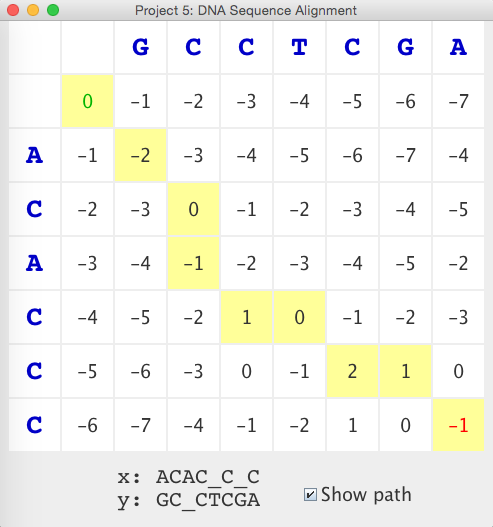 Project 5: DNA Sequence Alignment
G C C T C G A
0 -1 -2 -3 -4 -5 -6 -7
A -1 -2 -3 -4 -5 -6 -7 -4
C -2 -3 0 -1 -2 -3 -4 -5
A -3 -4 -1 -2 -3 -4 -5 -2
C -4 -5 -2 1 0 -1 -2 -3
C -5 -6 -3 0 -1 2 1 0
C -6 -7 -4 -1 -2 1 0 -1
x: ACAC_C_C
y: GC_CTCGA
Show path